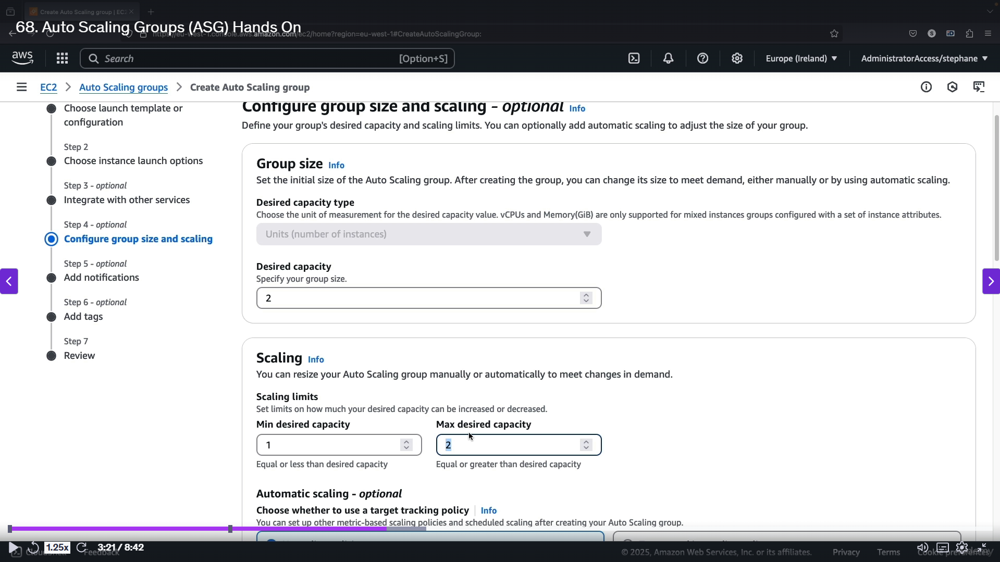 Create Auto Scaling group | EC2
68. Auto Scaling Groups (ASG) Hands On
https://eu-west-1.console.aws.amazon.com/ec2/home?region=eu-west-1#CreateAutoScalingGroup:
aws
Search
[Option+S]
Europe (Ireland)
AdministratorAccess/stephane
EC2 > Auto Scaling groups > Create Auto Scaling group
Choose launch template or
configuration
Step 2
Choose instance launch options
Step 3 - optional
Integrate with other services
Step 4 - optional
Configure group size and scaling
Step 5 - optional
Add notifications
Step 6 - optional
Add tags
Step 7
Review
Configure group size and scaling - optional Info
Define your group's desired capacity and scaling limits. You can optionally add automatic scaling to adjust the size of your group.
Group size Info
Set the initial size of the Auto Scaling group. After creating the group, you can change its size to meet demand, either manually or by using automatic scaling.
Desired capacity type
Choose the unit of measurement for the desired capacity value. vCPUs and Memory(GiB) are only supported for mixed instances groups configured with a set of instance attributes.
Units (number of instances)
Desired capacity
Specify your group size.
2
Scaling Info
You can resize your Auto Scaling group manually or automatically to meet changes in demand.
Scaling limits
Set limits on how much your desired capacity can be increased or decreased.
Min desired capacity
1
Equal or less than desired capacity
Max desired capacity
2
Equal or greater than desired capacity
Automatic scaling - optional
Choose whether to use a target tracking policy Info
You can set up other metric-based scaling policies and scheduled scaling after creating your Auto Scaling group.
1.25x
3:21 / 8:42
CloudShell Feedback
© 2025, Amazon Web Services, Inc. or its affiliates.
Privacy
Terms
Cookie preferences